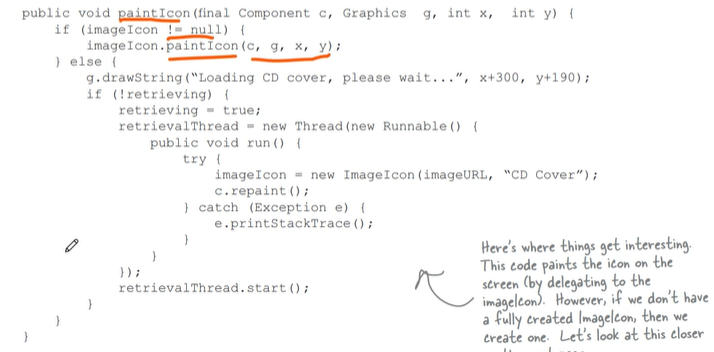 public void paintIcon(final Component c, Graphics  g, int x,  int y) {
if (imageIcon != null) {
imageIcon.paintIcon(c, g, x, y);
} else {
g.drawString("Loading CD cover, please wait...", x+300, y+190);
if (!retrieving) {
retrieving = true;
retrievalThread = new Thread(new Runnable() {
public void run() {
try {
imageIcon = new ImageIcon(imageURL, "CD Cover");
c.repaint();
} catch (Exception e) {
e.printStackTrace();
}
}
});
retrievalThread.start();
}
}
}
Here's where things get interesting.
This code paints the icon on the
screen (by delegating to the
imageIcon). However, if we don't have
a fully created ImageIcon, then we
create one. Let's look at this closer